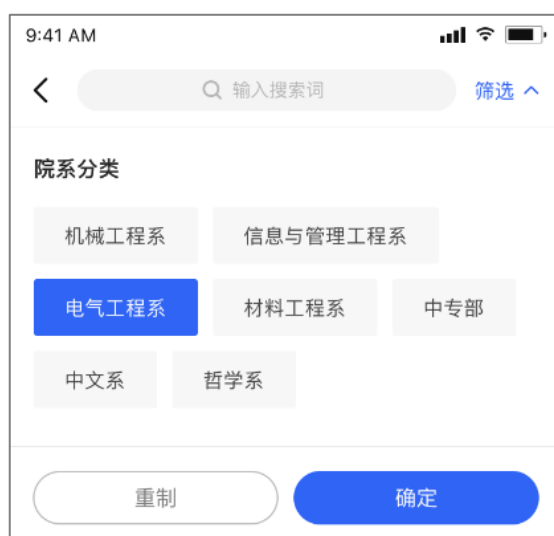 9:41 AM
输入搜索词 筛选
院系分类
机械工程系 信息与管理工程系
电气工程系 材料工程系 中专部
中文系 哲学系
重制 确定